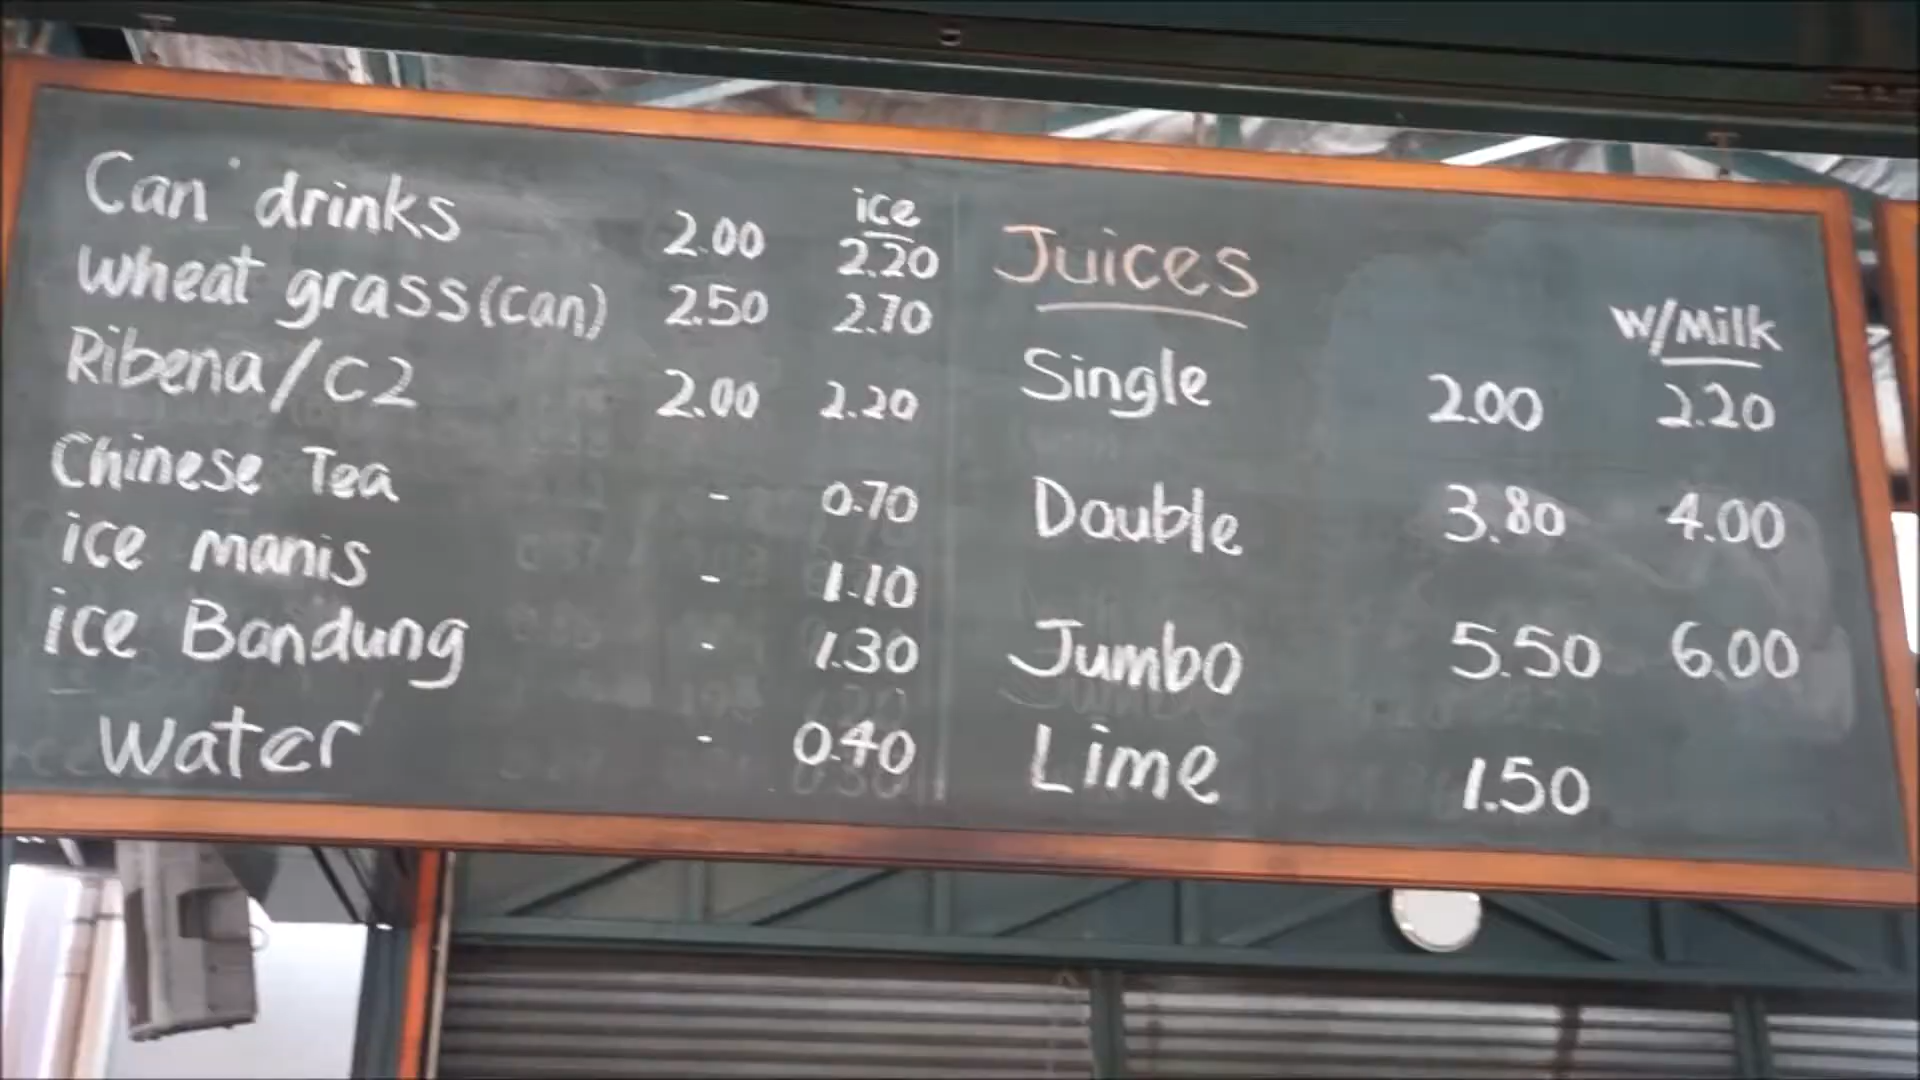 ice
Can drinks 2.00 2.20
Wheat grass (can) 2.50 2.70
Ribena/C2 2.00 2.20
Chinese Tea - 0.70
ice manis - 1.10
ice Bandung - 1.30
Water - 0.40
Juices
W/Milk
Single 2.00 2.20
Double 3.80 4.00
Jumbo 5.50 6.00
Lime 1.50